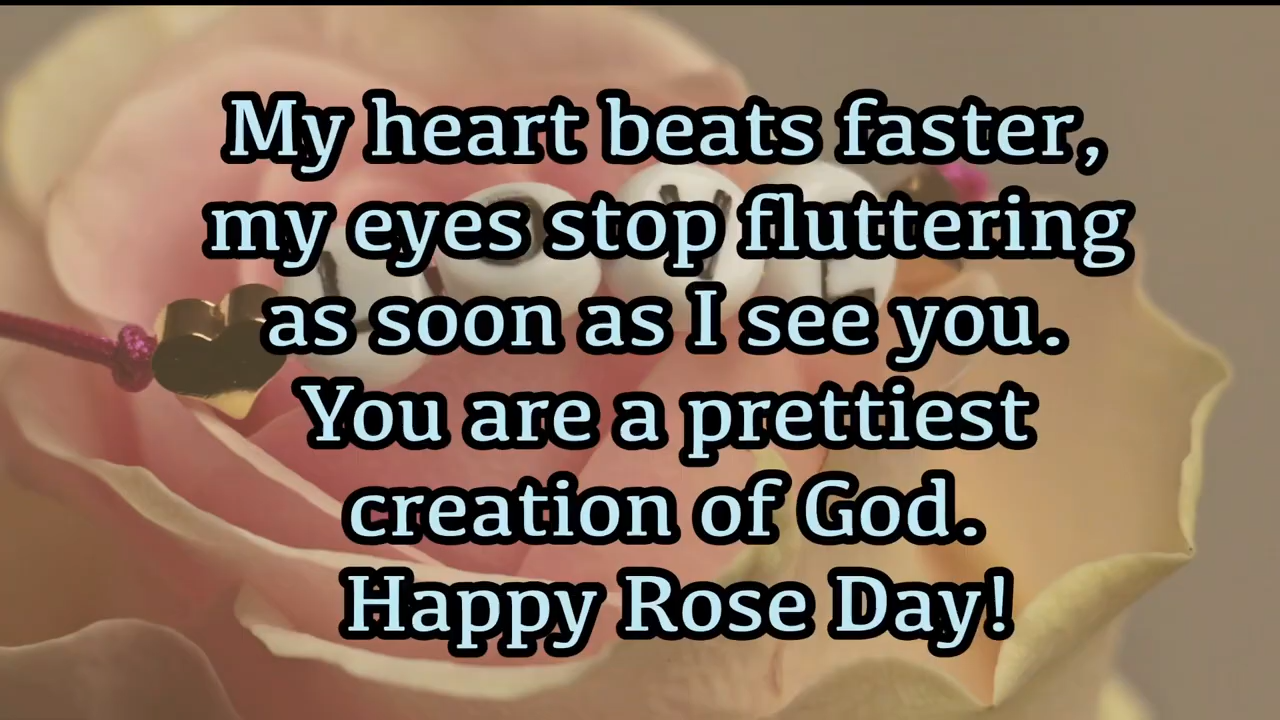 My heart beats faster,
my eyes stop fluttering
as soon as I see you.
You are a prettiest
creation of God.
Happy Rose Day!
LOVE